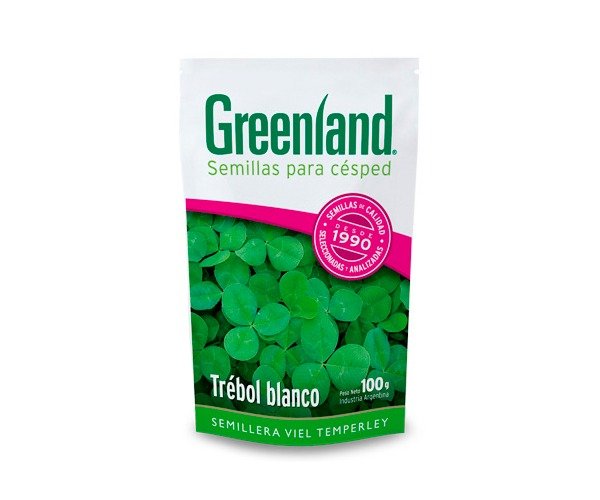 Greenland®
Semillas para césped
SEMILLAS DE CALIDAD
DESDE
1990
SELECCIONADAS Y ANALIZADAS
Trébol blanco
Peso Neto 100g
Industria Argentina
SEMILLERA VIEL TEMPERLEY